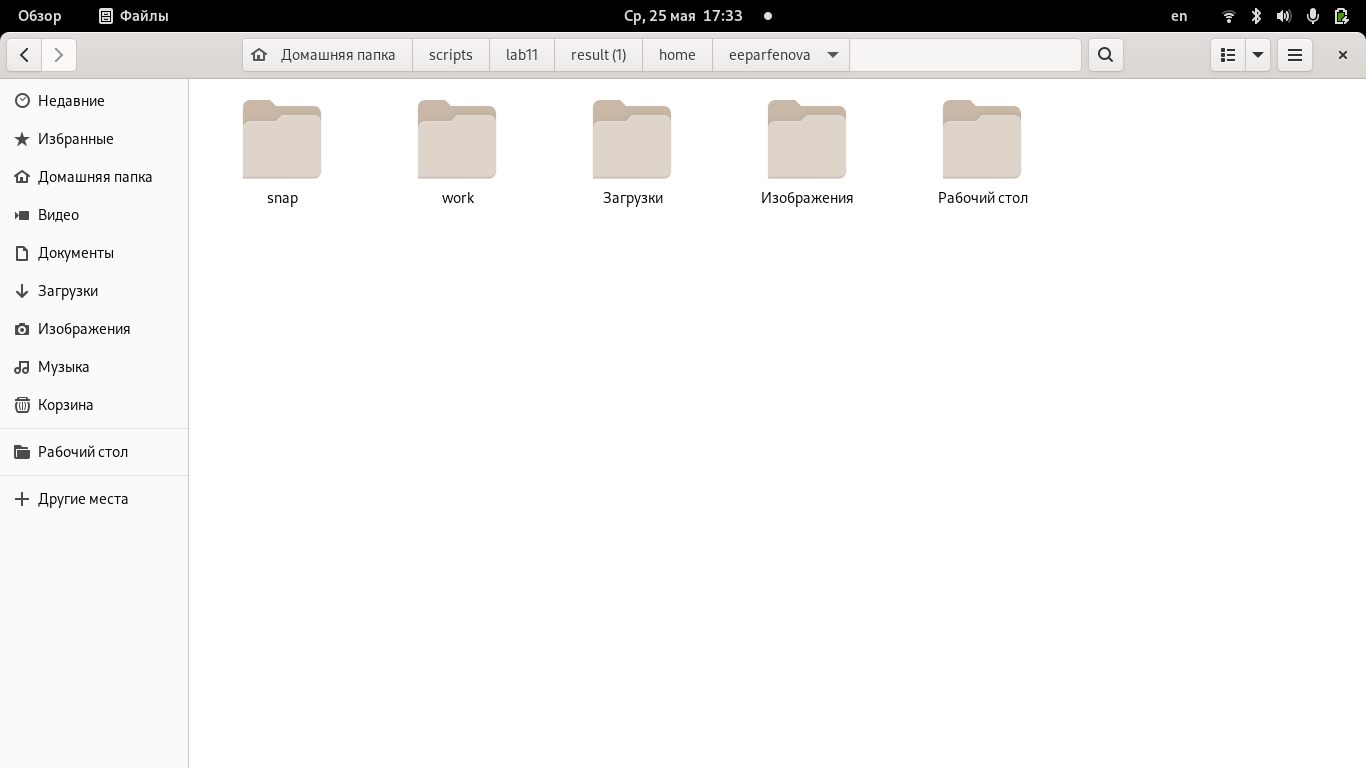 Обзор Файлы Ср, 25 мая 17:33 en
Домашняя папка scripts lab11 result (1) home eeparfenova
Недавние
Избранные
Домашняя папка
Видео
Документы
Загрузки
Изображения
Музыка
Корзина
Рабочий стол
Другие места
snap work Загрузки Изображения Рабочий стол